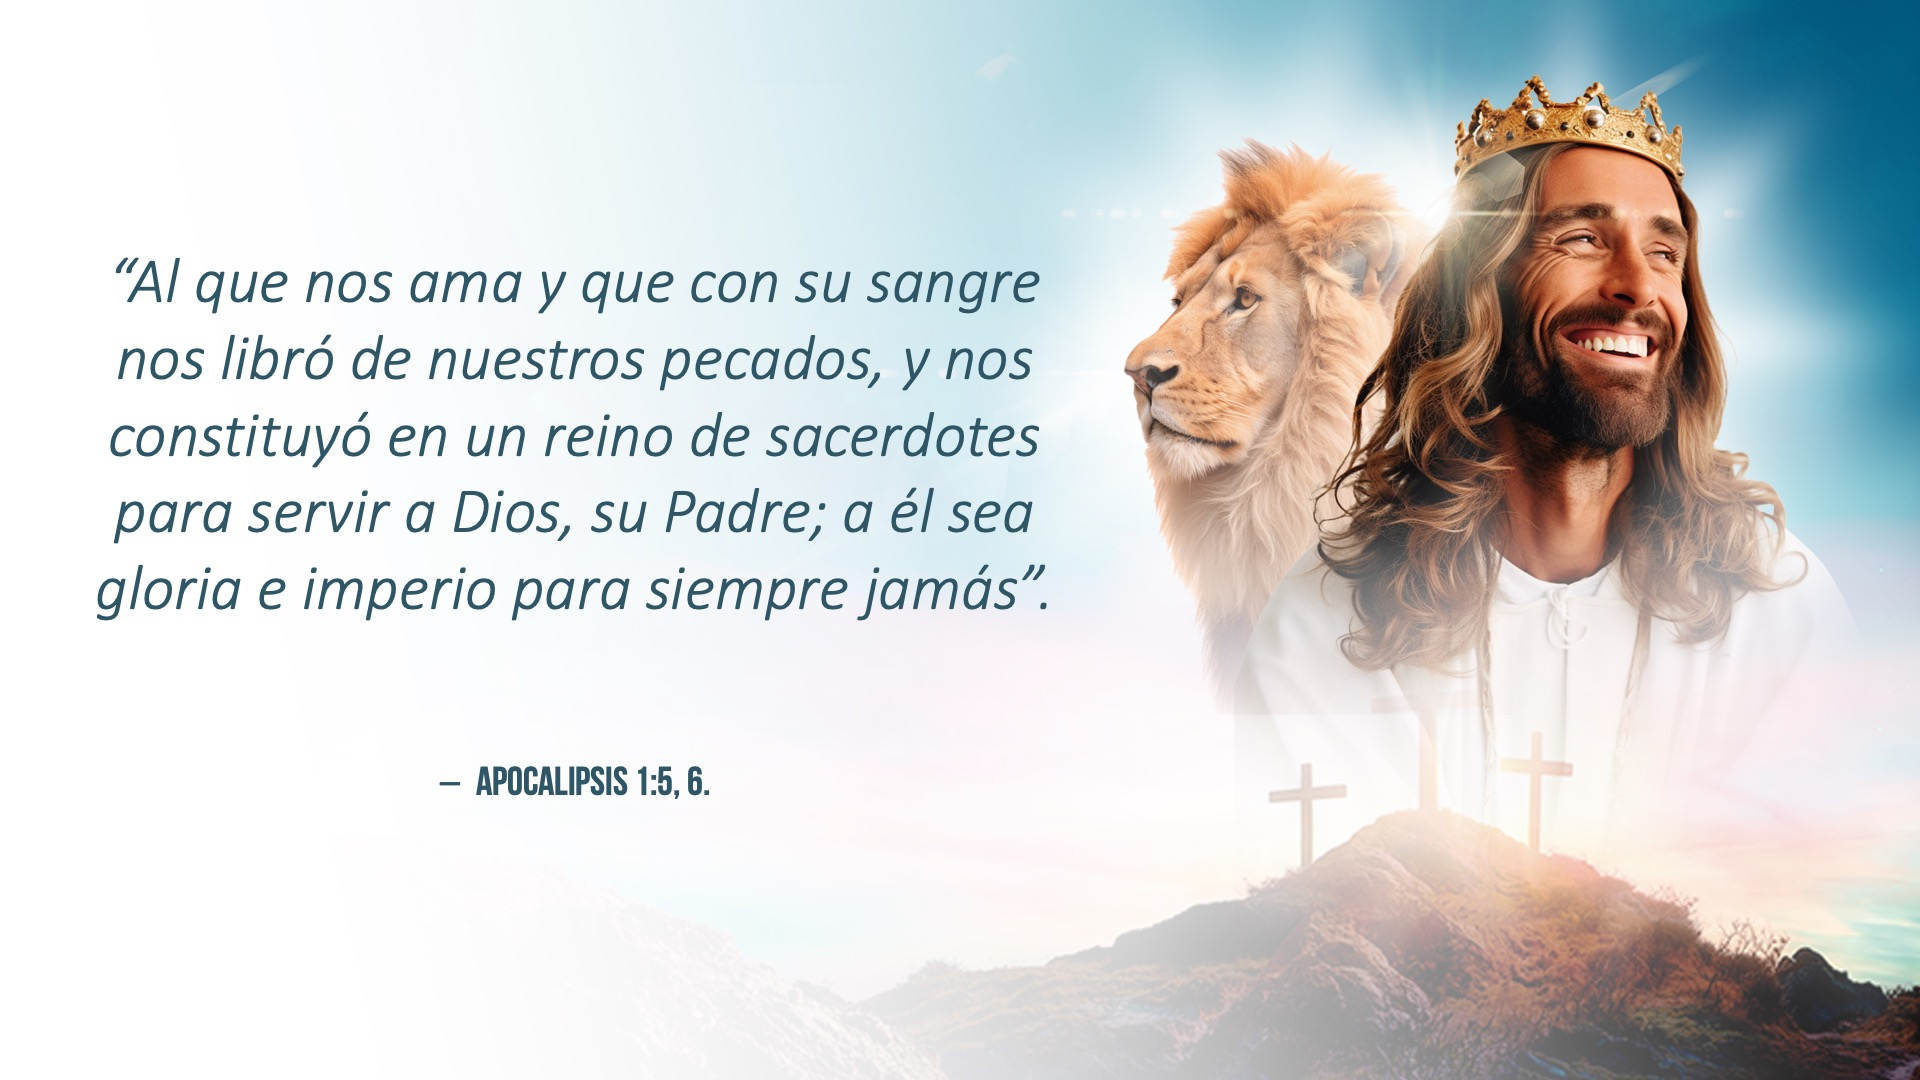 “Al que nos ama y que con su sangre
nos libró de nuestros pecados, y nos
constituyó en un reino de sacerdotes
para servir a Dios, su Padre; a él sea
gloria e imperio para siempre jamás”.
– APOCALIPSIS 1:5, 6.